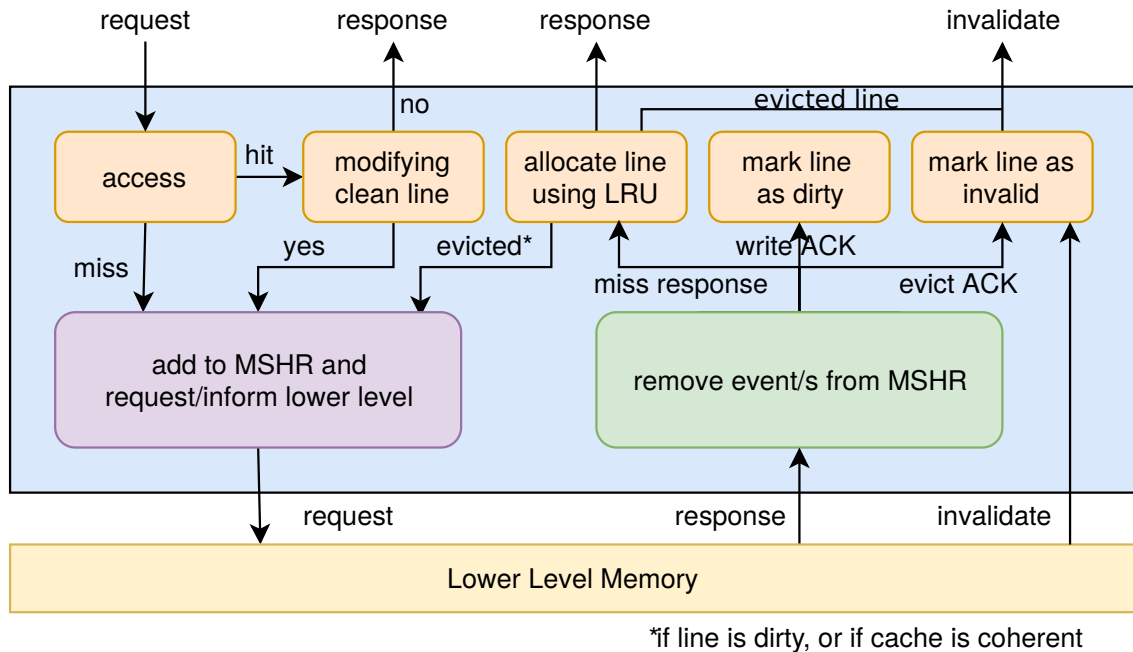 request
response
response
invalidate
no
evicted line
access
hit
modifying
clean line
allocate line
using LRU
mark line
as dirty
mark line as
invalid
miss
yes
evicted*
write ACK
miss response
evict ACK
add to MSHR and
request/inform lower level
remove event/s from MSHR
request
response
invalidate
Lower Level Memory
*if line is dirty, or if cache is coherent